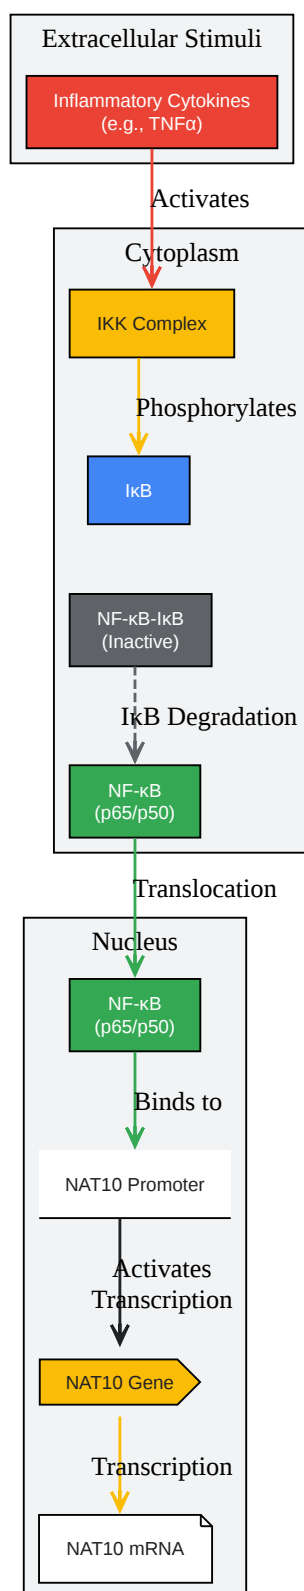 Extracellular Stimuli
Inflammatory Cytokines
(e.g., TNFα)
Activates
Cytoplasm
IKK Complex
Phosphorylates
IκB
NF-κB-IκB
(Inactive)
IκB Degradation
NF-κB
(p65/p50)
Translocation
Nucleus
NF-κB
(p65/p50)
Binds to
NAT10 Promoter
Activates
Transcription
NAT10 Gene
Transcription
NAT10 mRNA